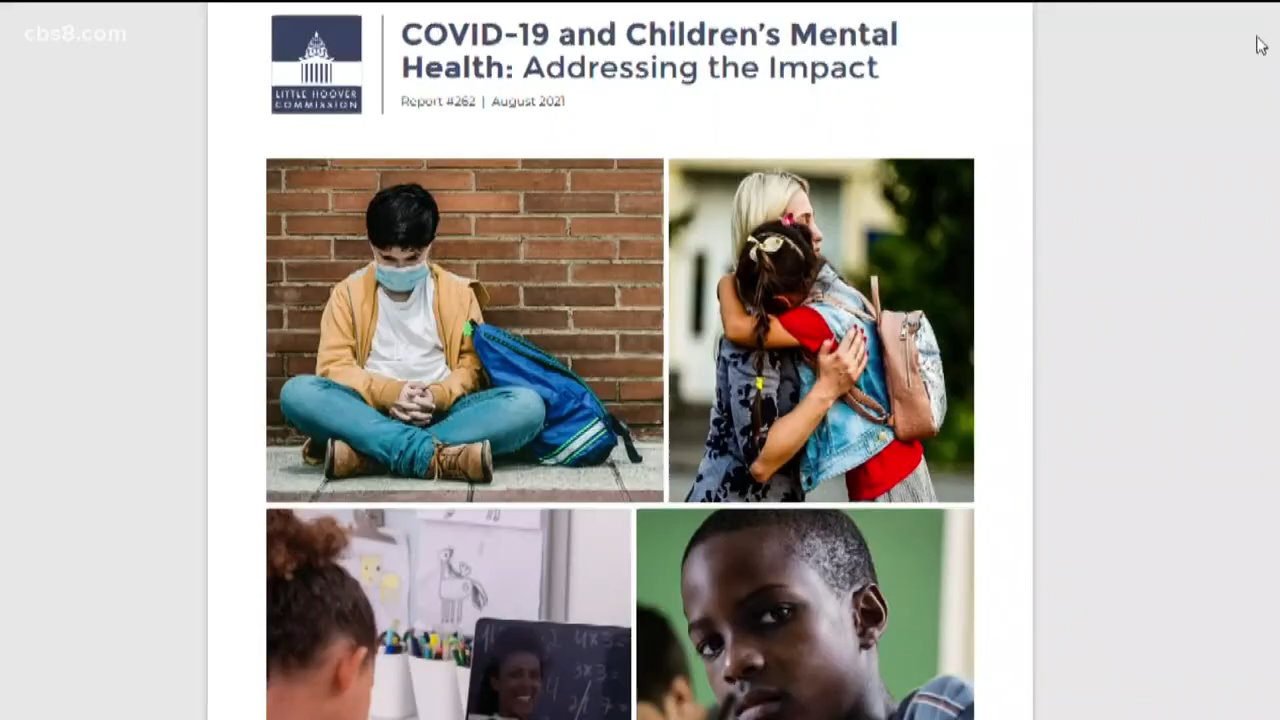 cbs8.com
COVID-19 and Children's Mental
Health: Addressing the Impact
LITTLE HOOVER
COMMISSION
Report #262 | August 2021